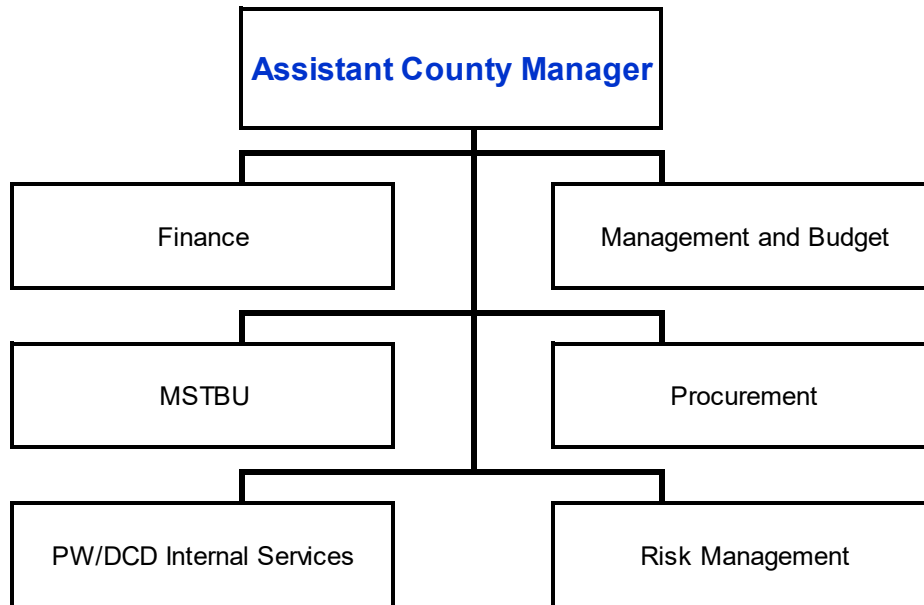 Assistant County Manager
Finance
Management and Budget
MSTBU
Procurement
PW/DCD Internal Services
Risk Management